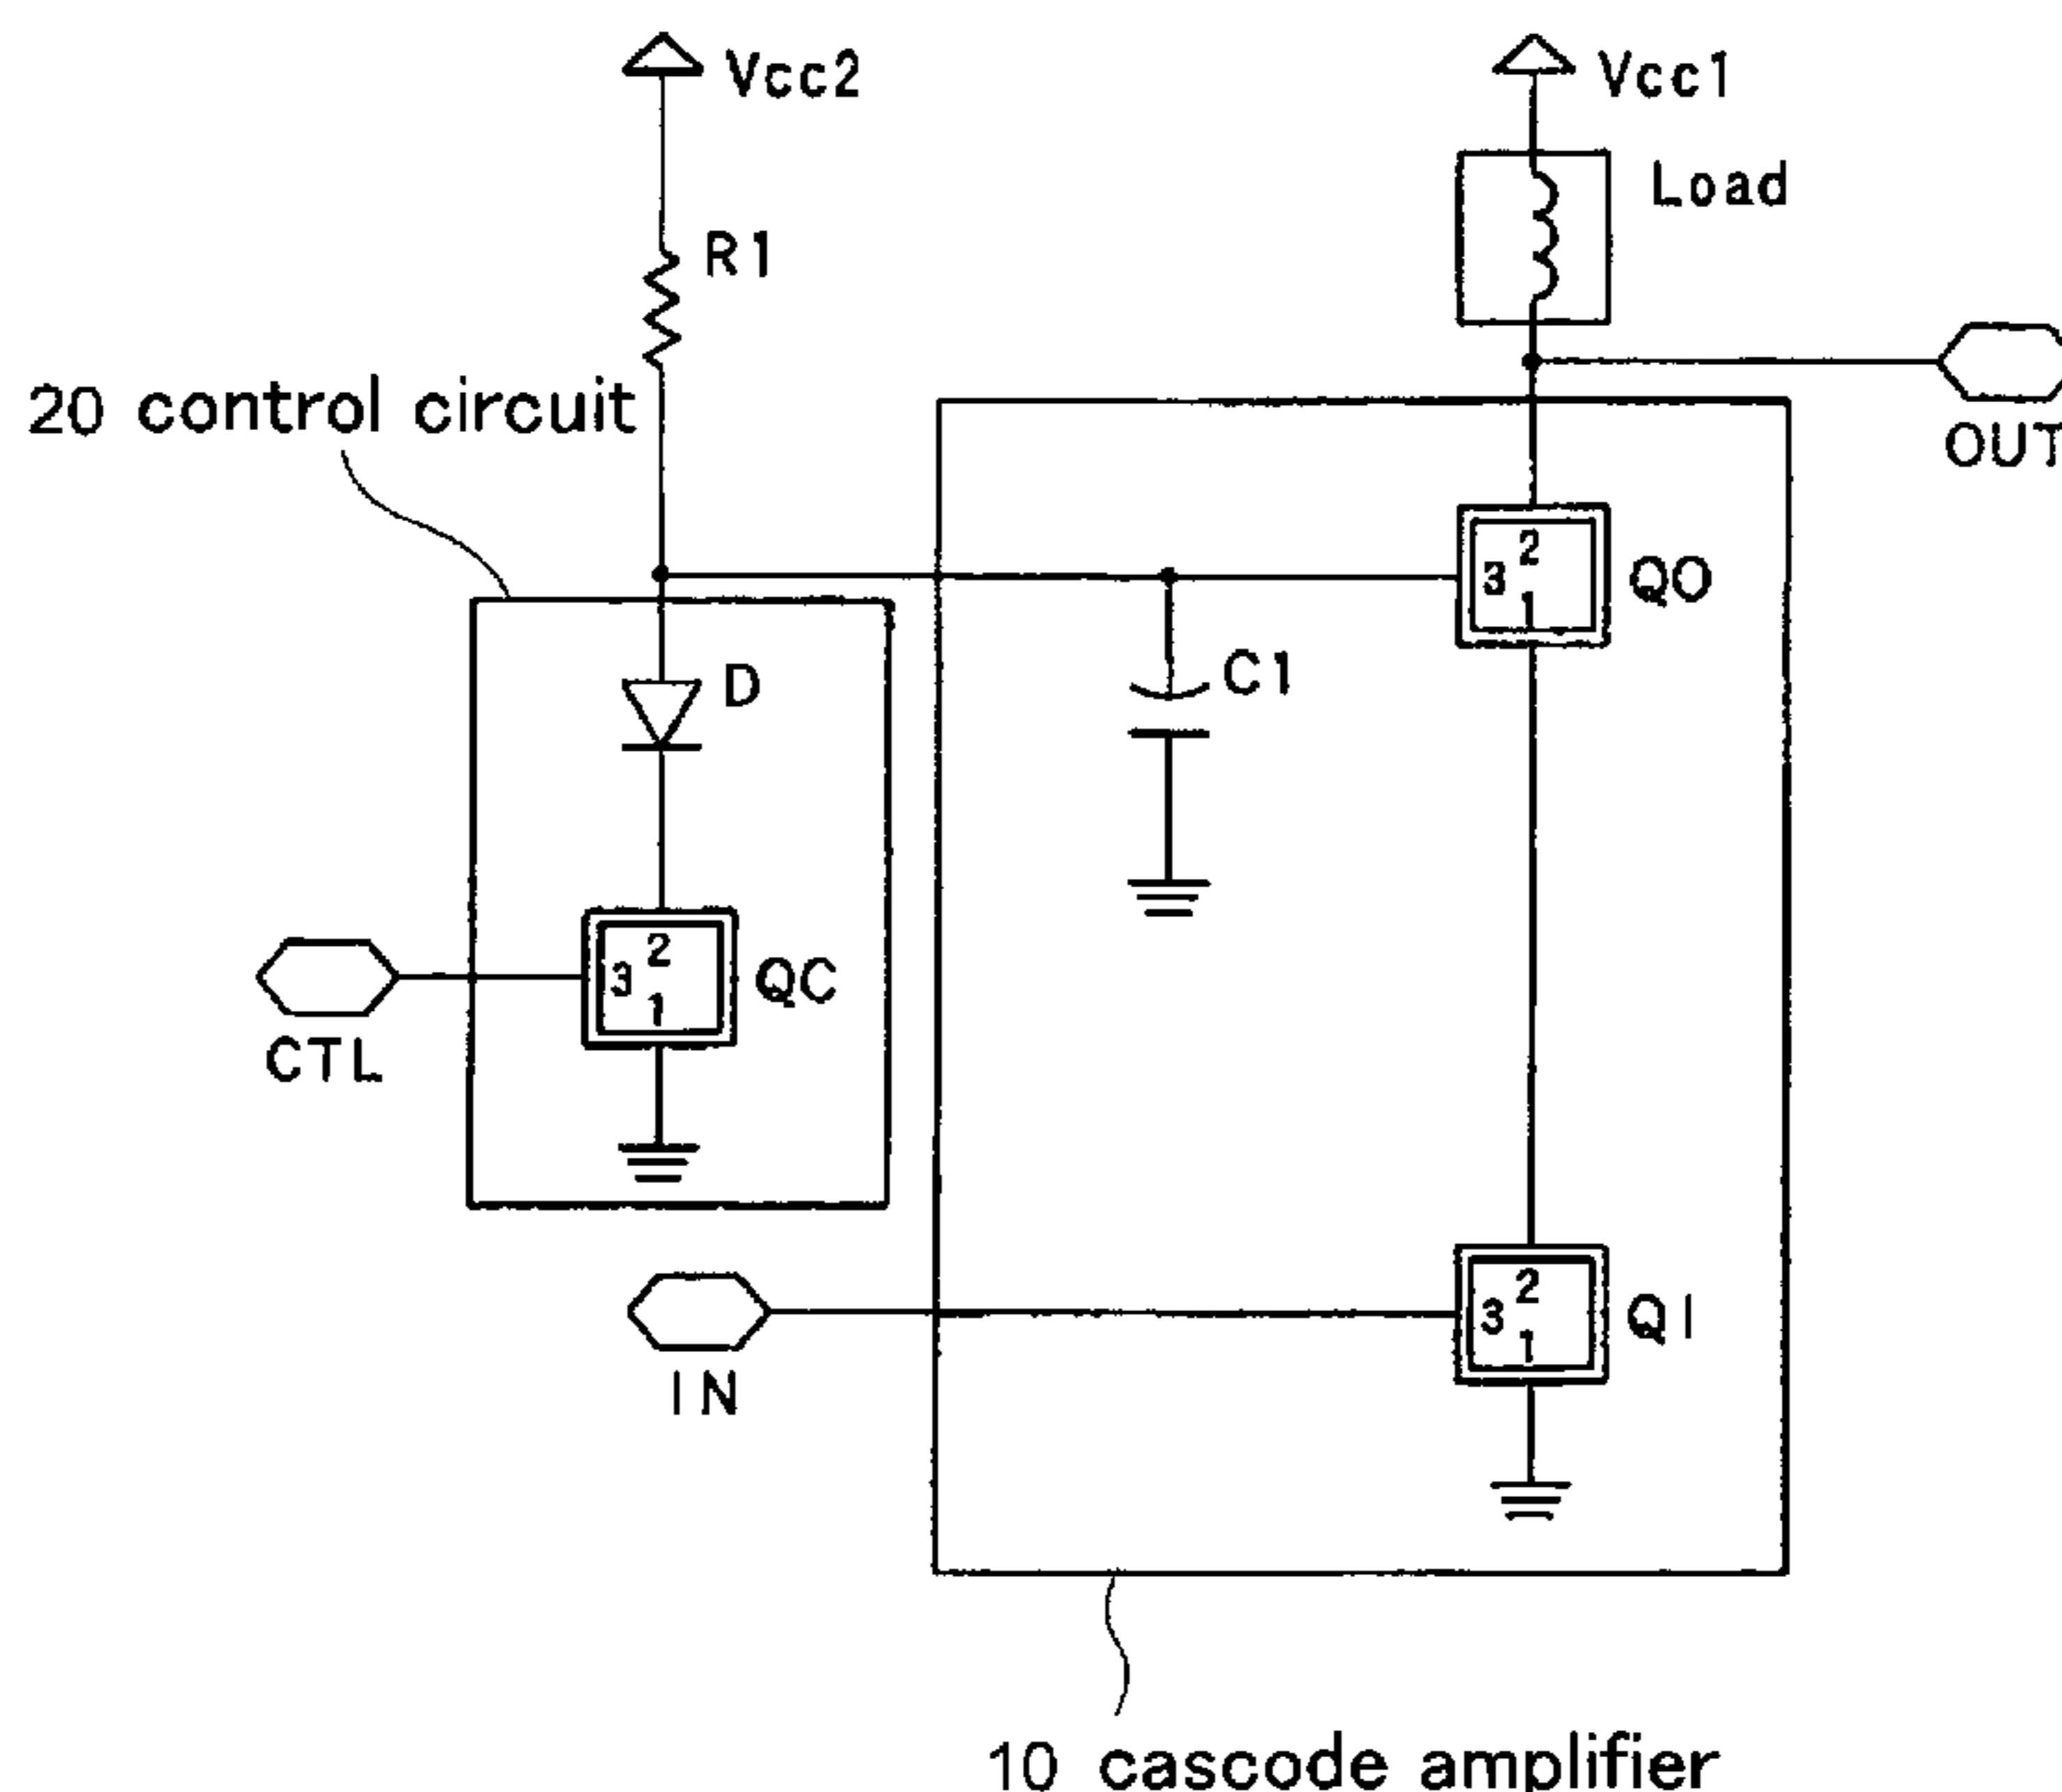 Vcc2
Vcc1
Load
R1
20 control circuit
OUT
2
3
1
QO
D
C1
2
3
1
QC
CTL
2
3
1
QI
IN
10 cascode amplifier